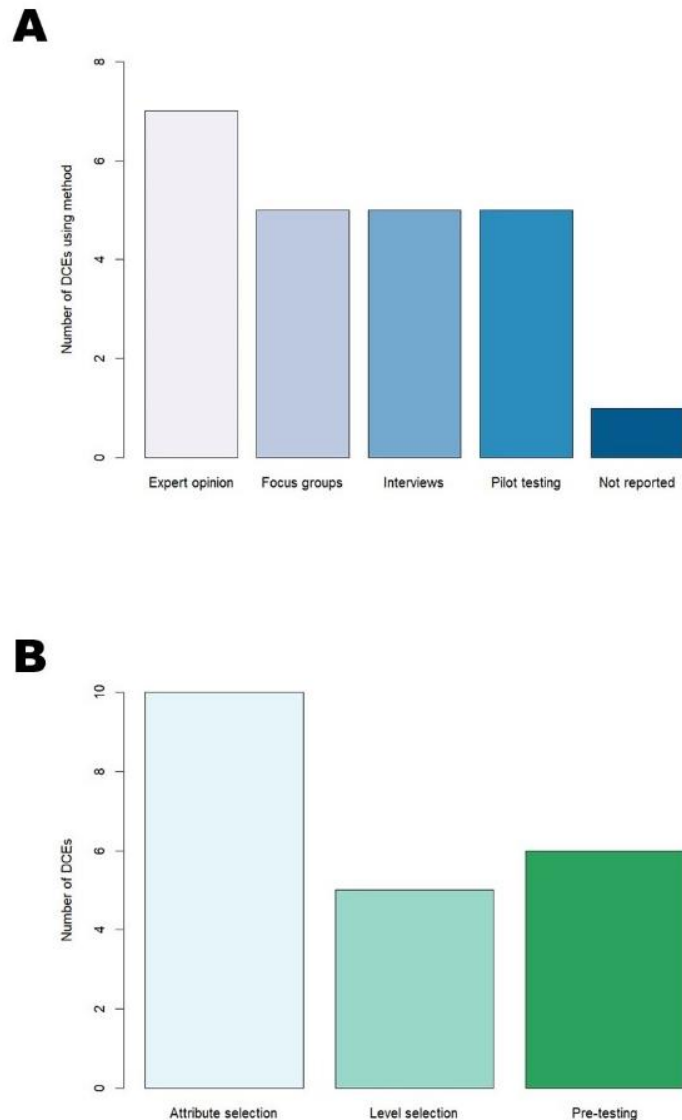 A
Number of DCEs using method
8
6
4
2
0
Expert opinion Focus groups Interviews Pilot testing Not reported
B
Number of DCEs
10
8
6
4
2
0
Attribute selection Level selection Pre-testing